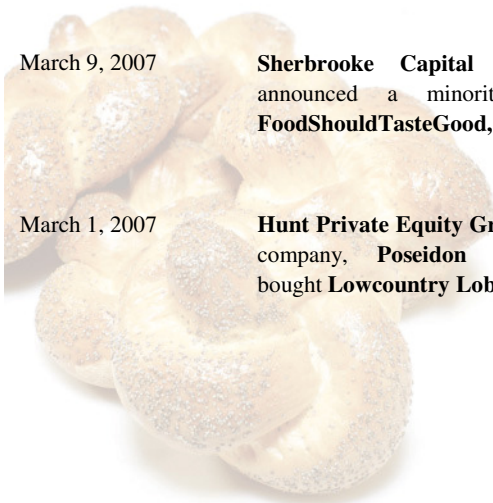 March 9, 2007 Sherbrooke Capital
announced a minorit
FoodShouldTasteGood,
March 1, 2007 Hunt Private Equity Gr
company, Poseidon
bought Lowcountry Lob